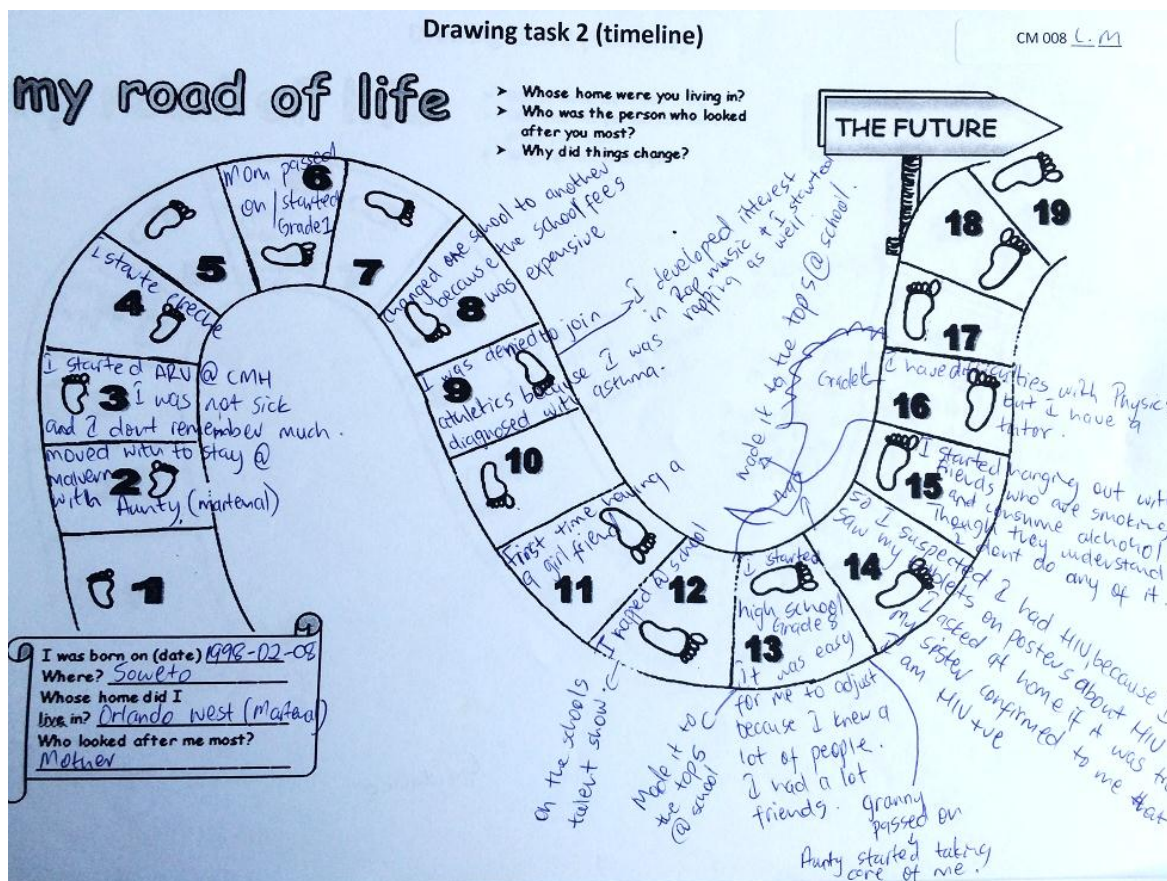 Drawing task 2 (timeline)
CM 008 L.M
my road of life
➤ Whose home were you living in?
➤ Who was the person who looked
after you most?
➤ Why did things change?
THE FUTURE
I was born on (date) 1998-02-08
Where? Soweto
Whose home did I
live in? Orlando west (Marternal)
Who looked after me most?
Mother
1
2
moved with to stay @
malvern
with Aunty, (marternal)
3
I started ARV @ CMH
I was not sick
and I dont remember much.
4
I starte creche
5
6
Mom passed
on / started
Grade 1
7
8
changed one school to another
because the school fees
was expensive
9
I was denied to join
athletics because I was
diagnosed with asthma.
I developed interest
in Rap music & I started
rapping as well
10
11
First time having a
girl friend
12
I raped @ school
on the schools
talent show.
Made it to
the top 5
@ school
13
I started
high school
Grade 8
It was easy
for me to adjust
because I knew a
lot of people.
I had a lot
friends.
14
So I suspected I had HIV, because I
saw my tablets on posters about HIV
I asked at home if it was
my sister confirmed to me that
am HIV +ve
granny
passed on
Aunty started taking
care of me.
15
I started hanging out
friends who are smoking
and consume alchohol
Though they understand
I dont do any of it.
16
Grade 11
I have difficulties with Physic
but I have a
tutor.
made it to the top 5 @ school.
17
18
19